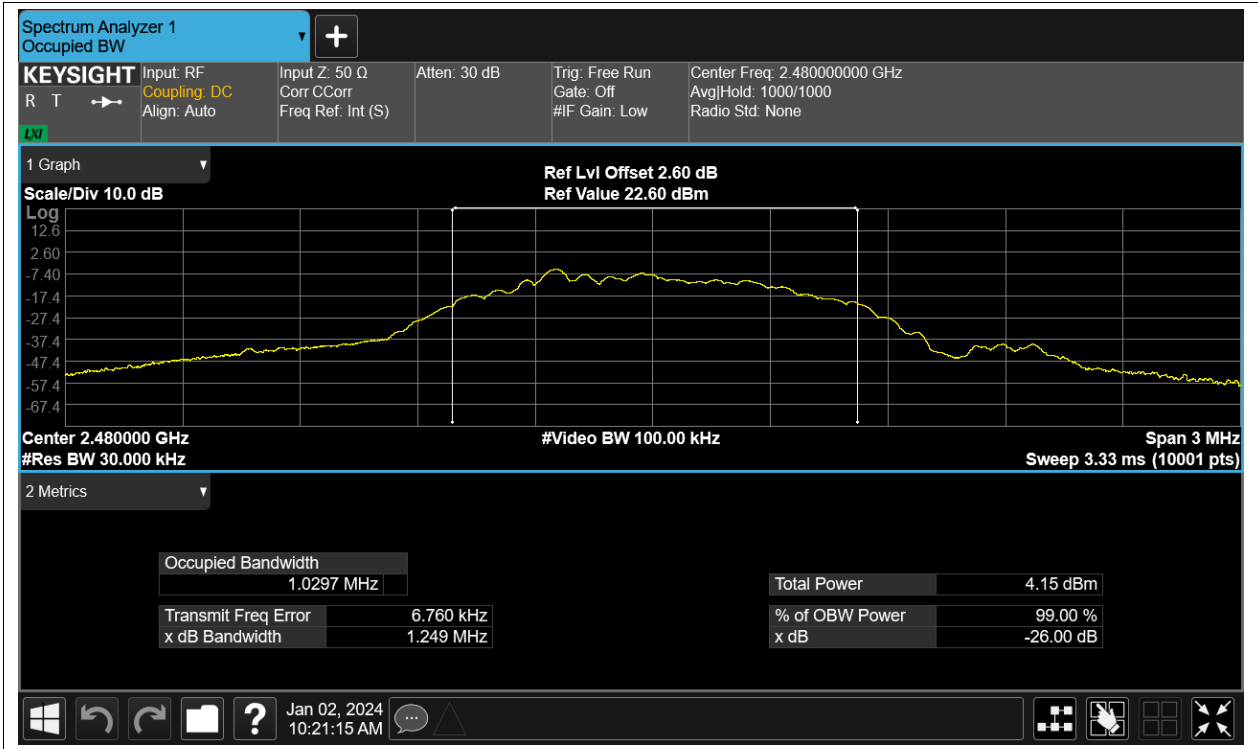 Spectrum Analyzer 1
Occupied BW
KEYSIGHT
R T
LXI
Input: RF
Coupling: DC
Align: Auto
Input Z: 50 Ω
Corr CCorr
Freq Ref: Int (S)
Atten: 30 dB
Trig: Free Run
Gate: Off
#IF Gain: Low
Center Freq: 2.480000000 GHz
Avg|Hold: 1000/1000
Radio Std: None
1 Graph
Scale/Div 10.0 dB
Ref Lvl Offset 2.60 dB
Ref Value 22.60 dBm
Log
12.6
2.60
-7.40
-17.4
-27.4
-37.4
-47.4
-57.4
-67.4
Center 2.480000 GHz
#Res BW 30.000 kHz
#Video BW 100.00 kHz
Span 3 MHz
Sweep 3.33 ms (10001 pts)
2 Metrics
Occupied Bandwidth
1.0297 MHz
Transmit Freq Error 6.760 kHz
x dB Bandwidth 1.249 MHz
Total Power 4.15 dBm
% of OBW Power 99.00 %
x dB -26.00 dB
?
Jan 02, 2024
10:21:15 AM